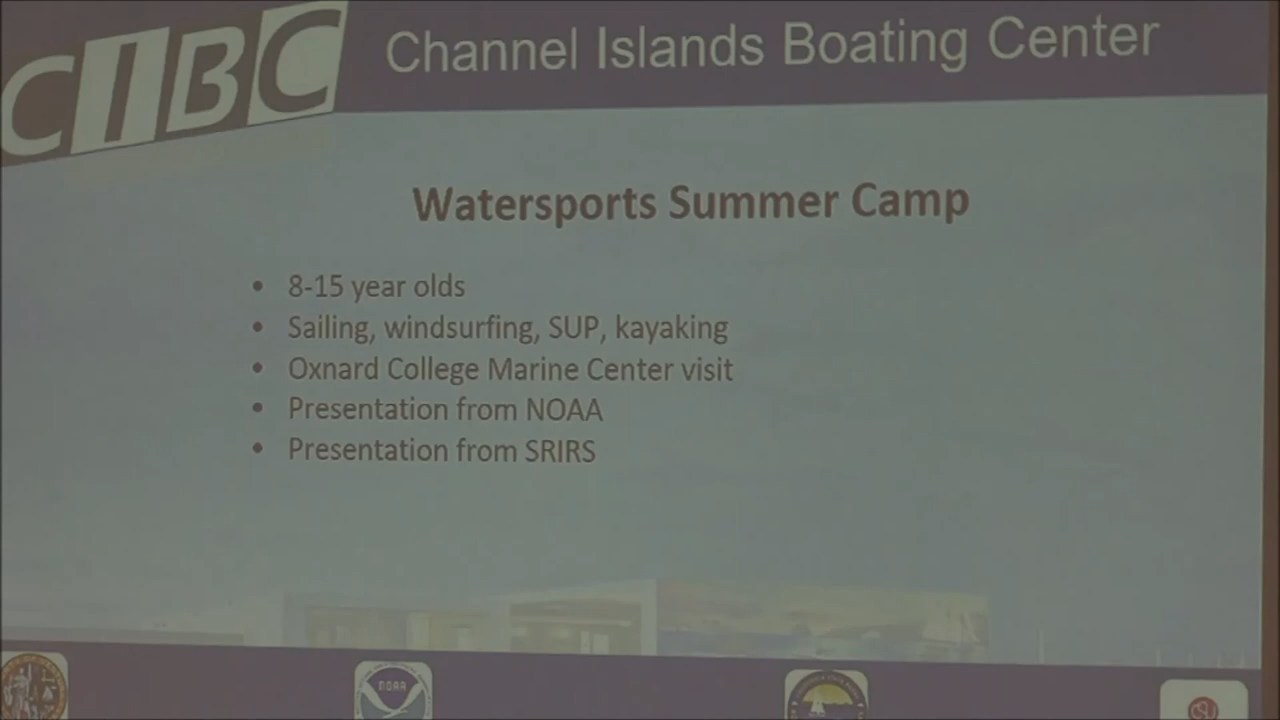 CIBC Channel Islands Boating Center
Watersports Summer Camp
• 8-15 year olds
• Sailing, windsurfing, SUP, kayaking
• Oxnard College Marine Center visit
• Presentation from NOAA
• Presentation from SRIRS
NOAA